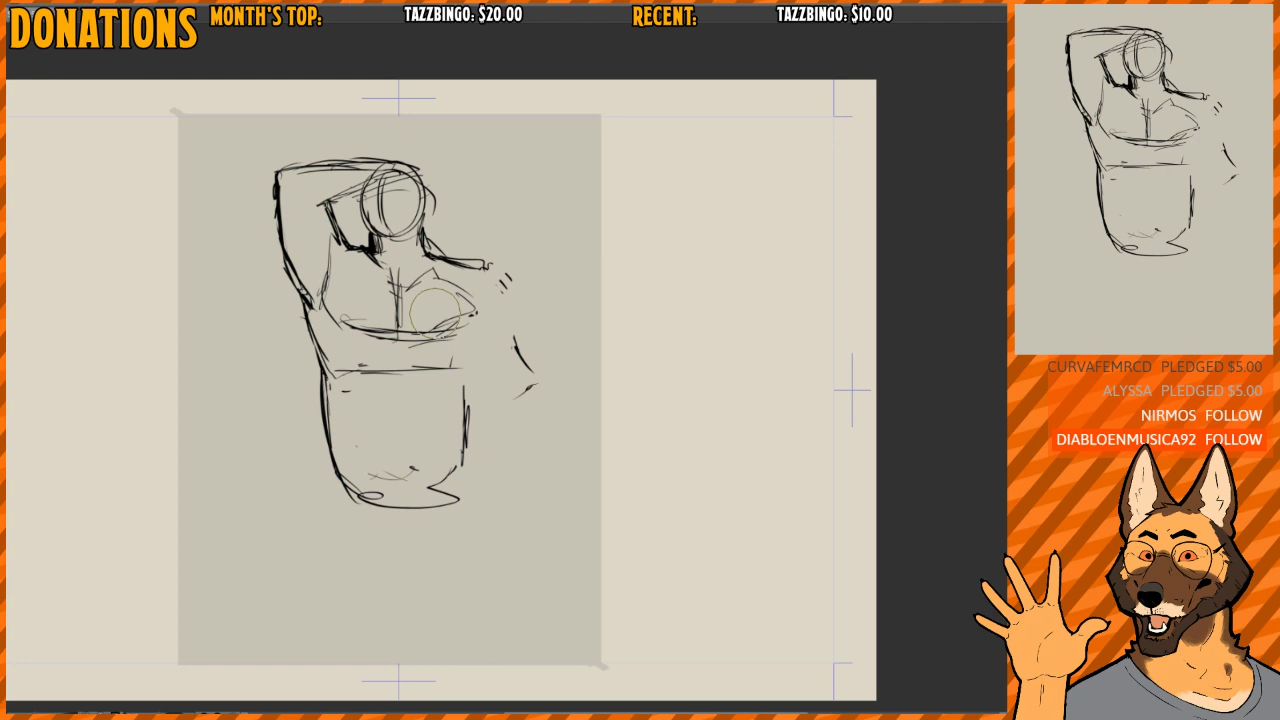 DONATIONS
MONTH'S TOP: TAZZBINGO: $20.00 RECENT: TAZZBINGO: $10.00
CURVAFEMRCD PLEDGED $5.00
ALYSSA PLEDGED $5.00
NIRMOS FOLLOW
DIABLOENMUSICA92 FOLLOW